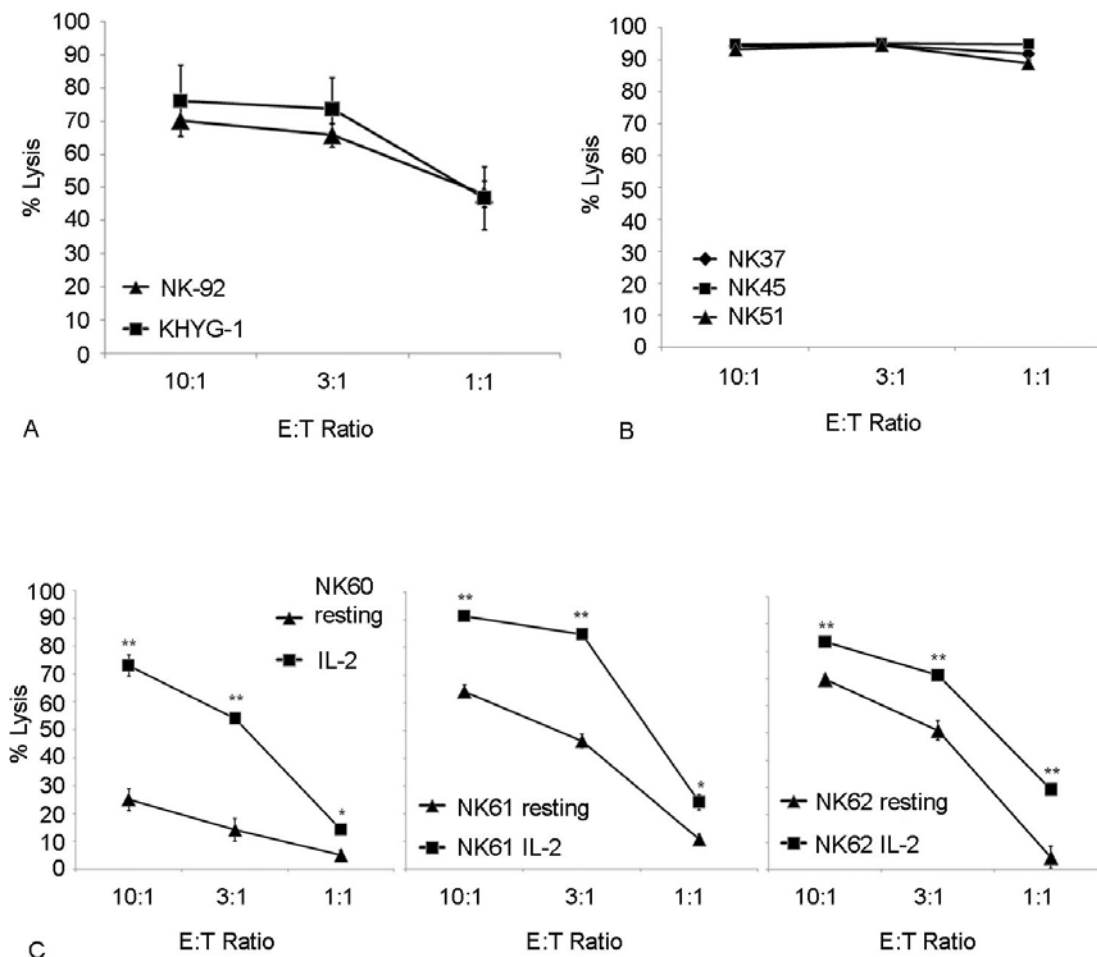 100
90
80
70
60
50
40
30
20
10
0
% Lysis
NK-92
KHYG-1
10:1 3:1 1:1
E:T Ratio
A
100
90
80
70
60
50
40
30
20
10
0
% Lysis
NK37
NK45
NK51
10:1 3:1 1:1
E:T Ratio
B
100
90
80
70
60
50
40
30
20
10
0
% Lysis
NK60
resting
IL-2
**
**
*
10:1 3:1 1:1
E:T Ratio
C
**
**
*
NK61 resting
NK61 IL-2
10:1 3:1 1:1
E:T Ratio
**
**
**
NK62 resting
NK62 IL-2
10:1 3:1 1:1
E:T Ratio